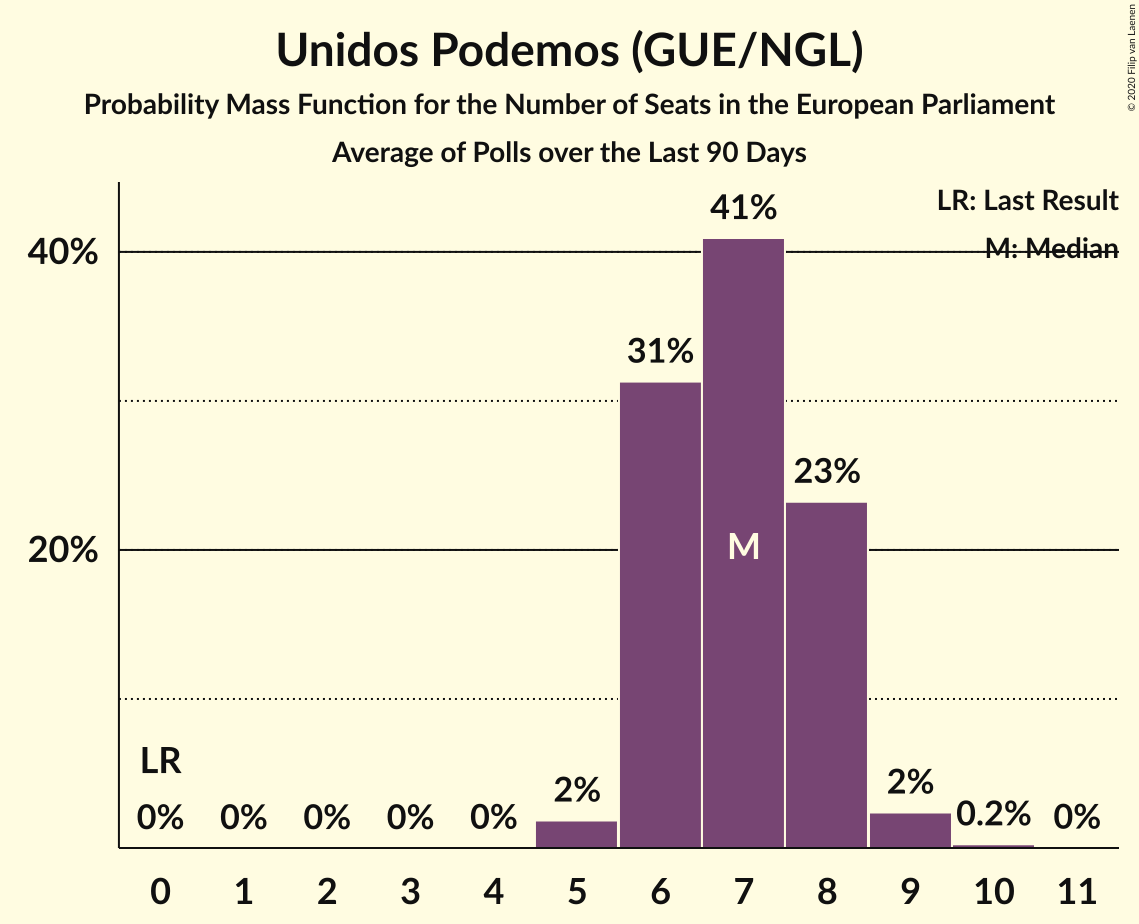 Unidos Podemos (GUE/NGL)
Probability Mass Function for the Number of Seats in the European Parliament
Average of Polls over the Last 90 Days
© 2020 Filip van Laenen
LR: Last Result
M: Median
41%
40%
31%
23%
20%
M
LR
0% 0% 0% 0% 0% 2% 2% 0.2% 0%
0 1 2 3 4 5 6 7 8 9 10 11